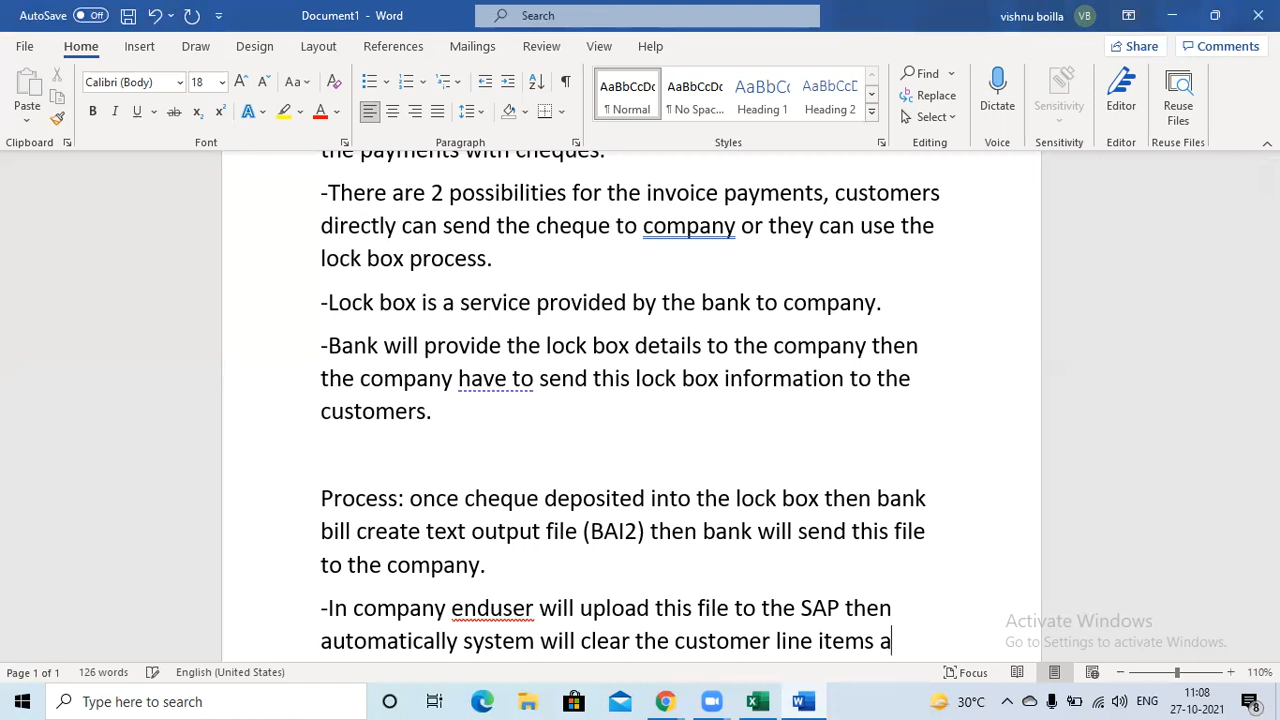 AutoSave Off Document1 - Word Search vishnu boilla VB
File Home Insert Draw Design Layout References Mailings Review View Help Share Comments
Paste Calibri (Body) 18 A A Aa A AaBbCcDc AaBbCcDc AaBbCc AaBbCcD Find Replace Select Dictate Sensitivity Editor Reuse Files
B I U ab x₂ x² A A ¶ Normal ¶ No Spac... Heading 1 Heading 2
Clipboard Font Paragraph Styles Editing Voice Sensitivity Editor Reuse Files
the payments with cheques.
-There are 2 possibilities for the invoice payments, customers
directly can send the cheque to company or they can use the
lock box process.
-Lock box is a service provided by the bank to company.
-Bank will provide the lock box details to the company then
the company have to send this lock box information to the
customers.
Process: once cheque deposited into the lock box then bank
bill create text output file (BAI2) then bank will send this file
to the company.
-In company enduser will upload this file to the SAP then
automatically system will clear the customer line items a
Activate Windows
Go to Settings to activate Windows.
Page 1 of 1 126 words English (United States) Focus 110%
Type here to search 30°C ENG 11:08 27-10-2021 8